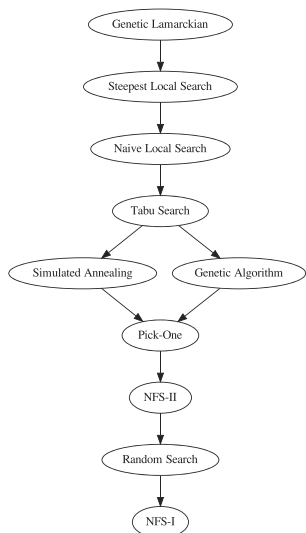 Genetic Lamarckian
Steepest Local Search
Naive Local Search
Tabu Search
Simulated Annealing
Genetic Algorithm
Pick-One
NFS-II
Random Search
NFS-I